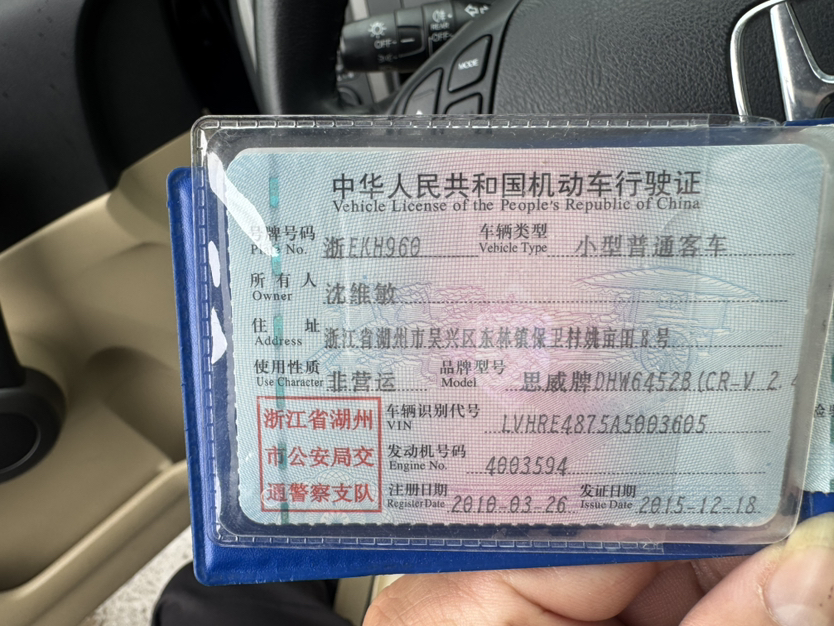 OFF
REAR
OFF
MODE
中华人民共和国机动车行驶证
Vehicle License of the People's Republic of China
号牌号码 浙EKH960 车辆类型 小型普通客车
Plate No. Vehicle Type
所有人 沈维敏
Owner
住址 浙江省湖州市吴兴区东林镇保卫村姚亩田8号
Address
使用性质 非营运 品牌型号 思威牌DHW6452B(CR-V 2.4
Use Character Model
浙江省湖州
市公安局交
通警察支队
车辆识别代号 LVHRE4875A5003605
VIN
发动机号码 4003594
Engine No.
注册日期 2010-03-26 发证日期 2015-12-18
Register Date Issue Date